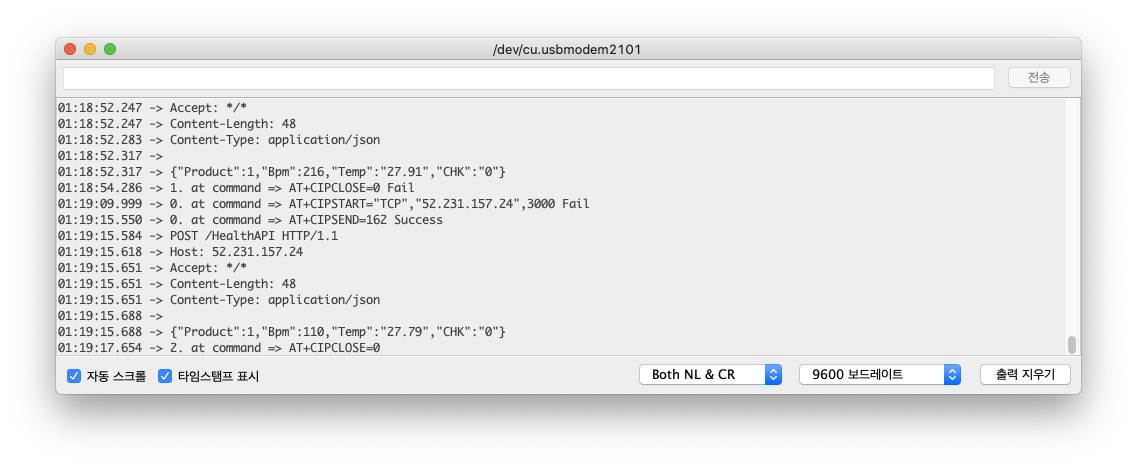 /dev/cu.usbmodem2101
전송
01:18:52.247 -> Accept: */*
01:18:52.247 -> Content-Length: 48
01:18:52.283 -> Content-Type: application/json
01:18:52.317 ->
01:18:52.317 -> {"Product":1,"Bpm":216,"Temp":"27.91","CHK":"0"}
01:18:54.286 -> 1. at command => AT+CIPCLOSE=0 Fail
01:19:09.999 -> 0. at command => AT+CIPSTART="TCP","52.231.157.24",3000 Fail
01:19:15.550 -> 0. at command => AT+CIPSEND=162 Success
01:19:15.584 -> POST /HealthAPI HTTP/1.1
01:19:15.618 -> Host: 52.231.157.24
01:19:15.651 -> Accept: */*
01:19:15.651 -> Content-Length: 48
01:19:15.651 -> Content-Type: application/json
01:19:15.688 ->
01:19:15.688 -> {"Product":1,"Bpm":110,"Temp":"27.79","CHK":"0"}
01:19:17.654 -> 2. at command => AT+CIPCLOSE=0
자동 스크롤 타임스탬프 표시 Both NL & CR 9600 보드레이트 출력 지우기